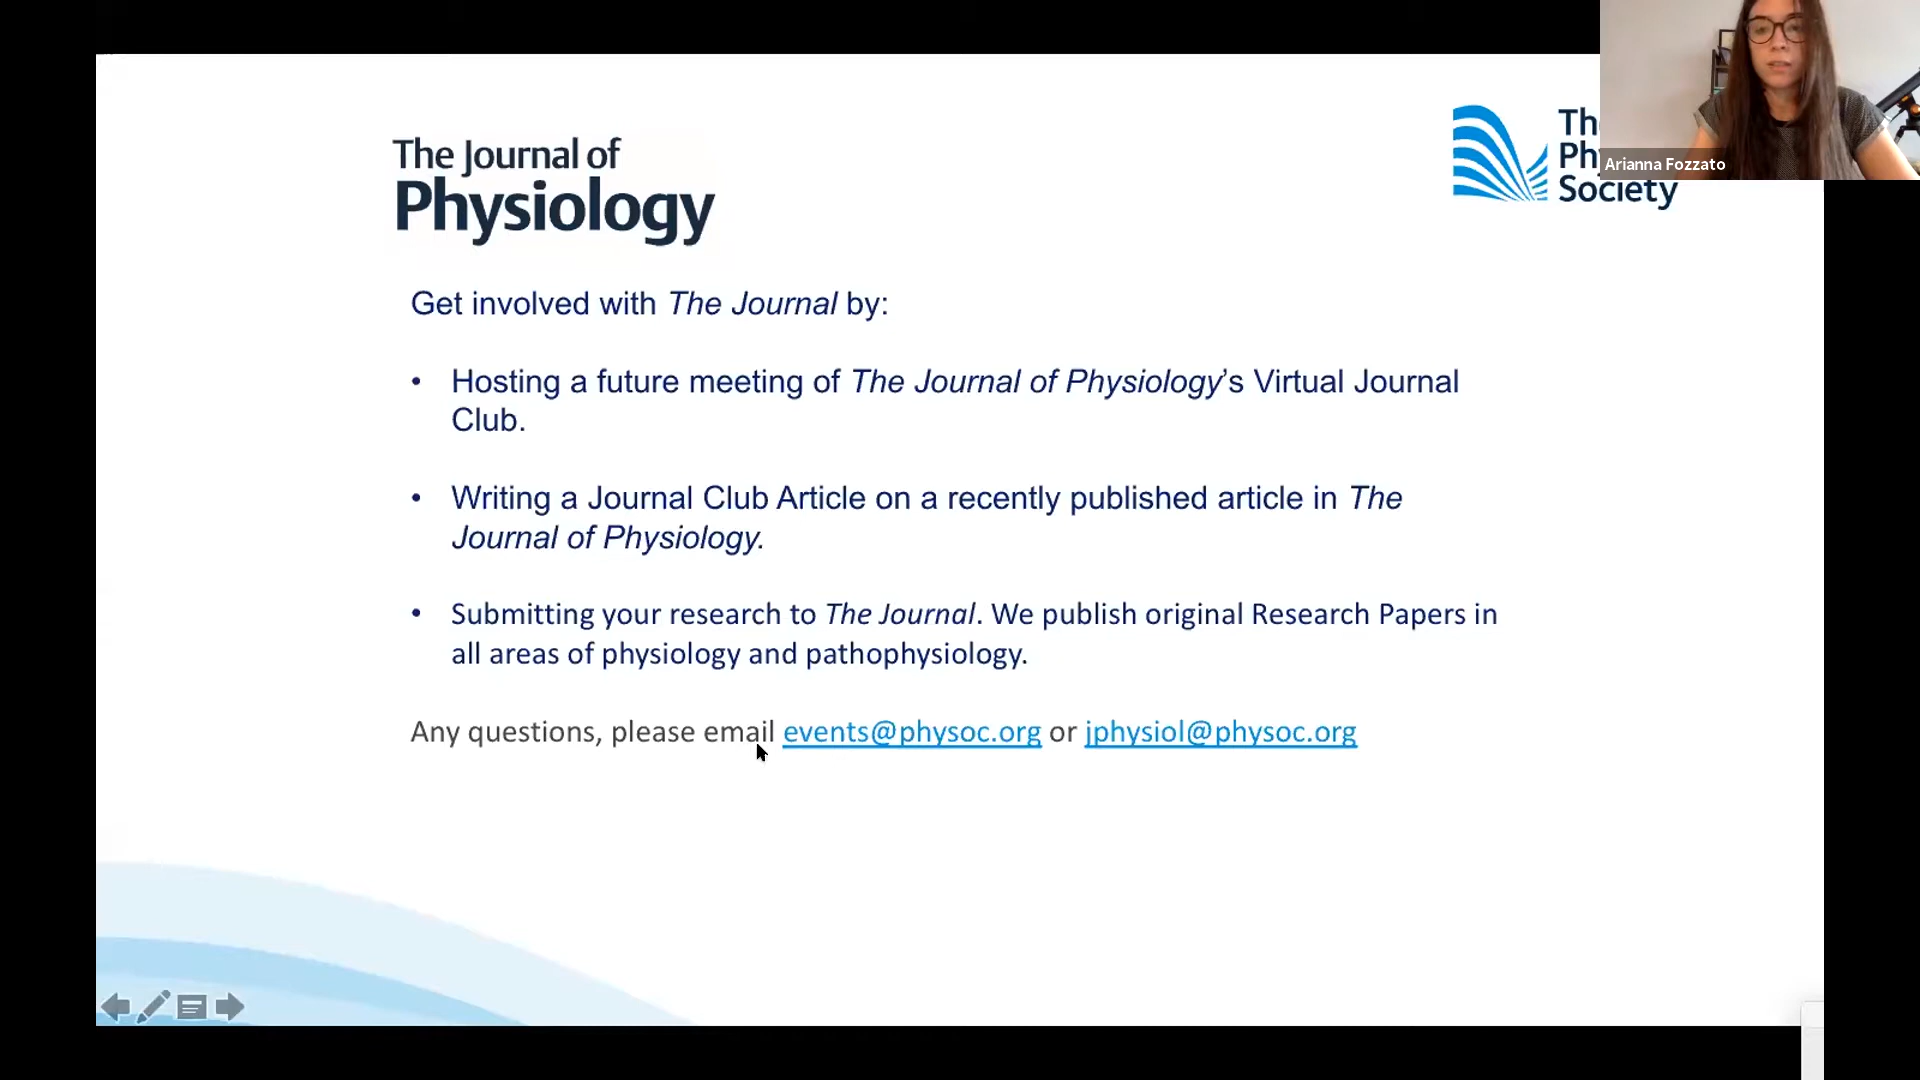 The Journal of
Physiology
The
Society
Arianna Fozzato
Get involved with The Journal by:
• Hosting a future meeting of The Journal of Physiology’s Virtual Journal
Club.
• Writing a Journal Club Article on a recently published article in The
Journal of Physiology.
• Submitting your research to The Journal. We publish original Research Papers in
all areas of physiology and pathophysiology.
Any questions, please email events@physoc.org or jphysiol@physoc.org